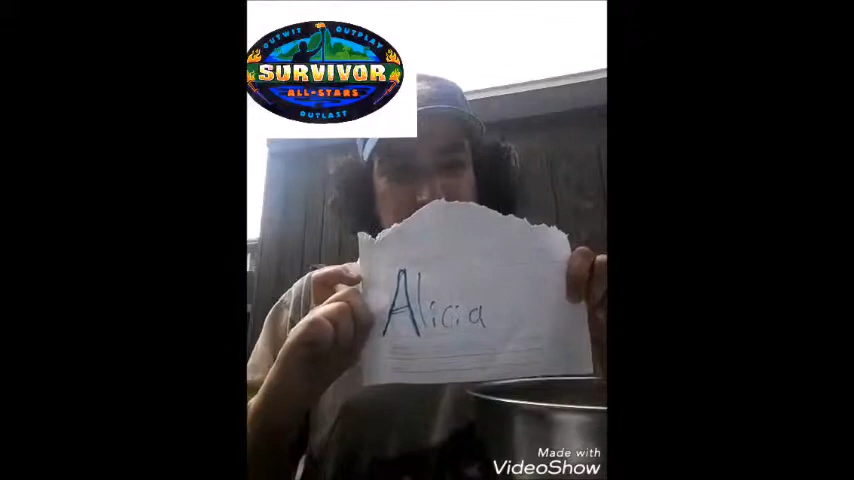 OUTWIT OUTPLAY
SURVIVOR
ALL-STARS
OUTLAST
Alicia
Made with
VideoShow